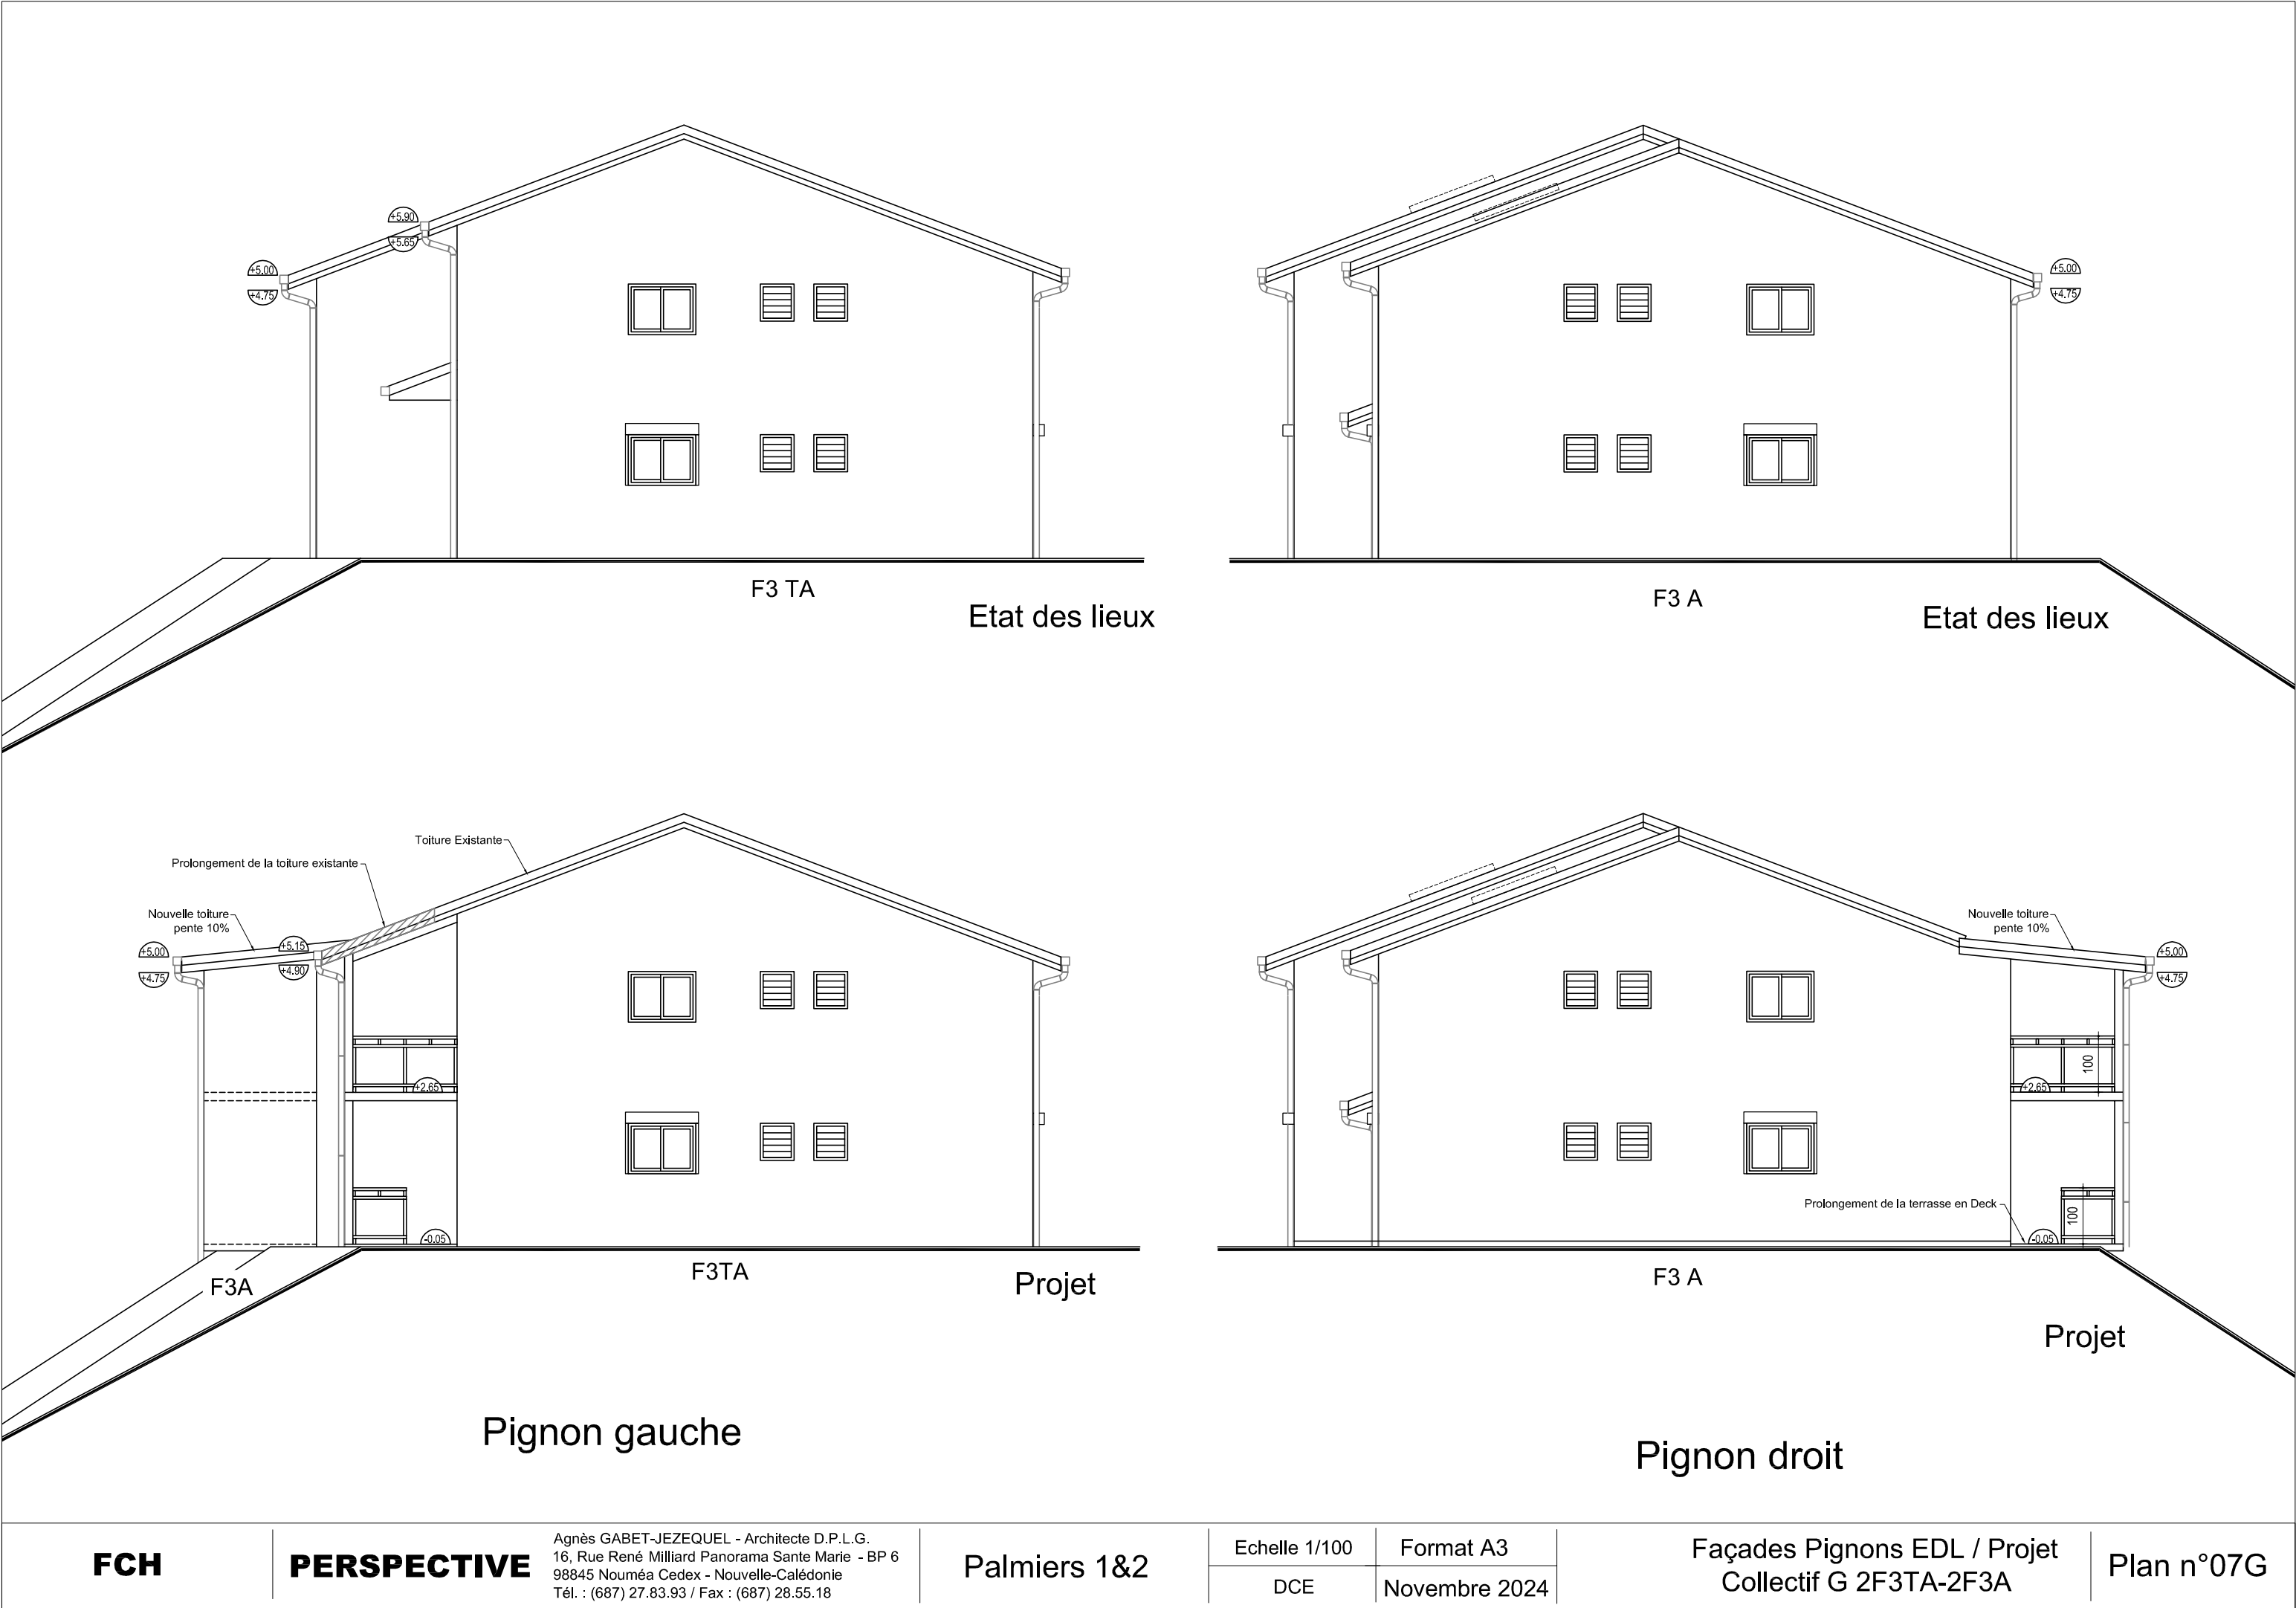 +5.90
+5.65
+5.00
+4.75
F3 TA
Etat des lieux
+5.00
+4.75
F3 A
Etat des lieux
Toiture Existante
Prolongement de la toiture existante
Nouvelle toiture
pente 10%
+5.00
+4.75
+5.15
+4.90
+2.65
-0.05
F3A
F3TA
Projet
Pignon gauche
Nouvelle toiture
pente 10%
+5.00
+4.75
100
+2.65
Prolongement de la terrasse en Deck
100
-0.05
F3 A
Projet
Pignon droit
FCH
PERSPECTIVE
Agnès GABET-JEZEQUEL - Architecte D.P.L.G.
16, Rue René Milliard Panorama Sante Marie - BP 6
98845 Nouméa Cedex - Nouvelle-Calédonie
Tél. : (687) 27.83.93 / Fax : (687) 28.55.18
Palmiers 1&2
Echelle 1/100
Format A3
DCE
Novembre 2024
Façades Pignons EDL / Projet
Collectif G 2F3TA-2F3A
Plan n°07G